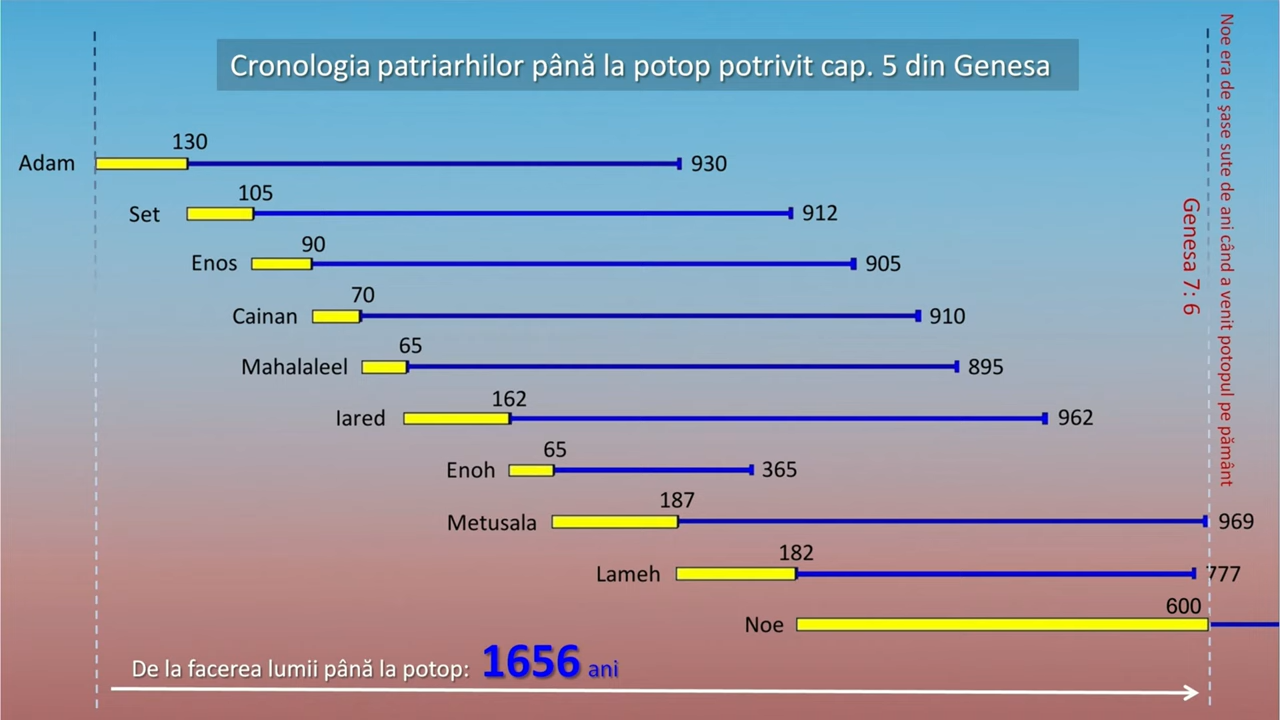 Cronologia patriarhilor până la potop potrivit cap. 5 din Genesa
Noe era de șase sute de ani când a venit potopul pe pământ
Genesa 7: 6
130
Adam 930
105
Set 912
90
Enos 905
70
Cainan 910
65
Mahalaleel 895
162
Iared 962
65
Enoh 365
187
Metusala 969
182
Lameh 777
600
Noe
De la facerea lumii până la potop: 1656 ani